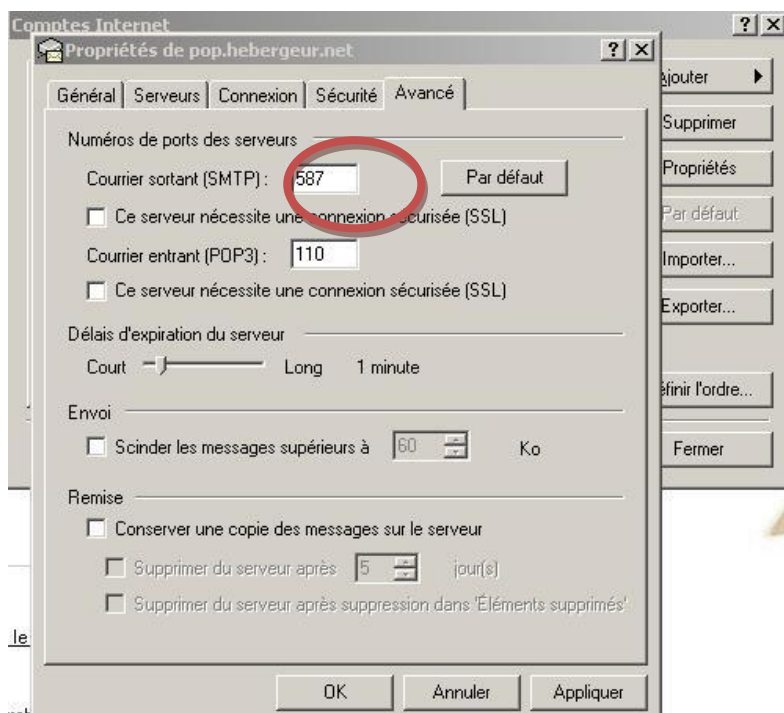 Comptes Internet
Propriétés de pop.hebergeur.net
Général Serveurs Connexion Sécurité Avancé
Numéros de ports des serveurs
Courrier sortant (SMTP) : 587 Par défaut
Ce serveur nécessite une connexion sécurisée (SSL)
Courrier entrant (POP3) : 110
Ce serveur nécessite une connexion sécurisée (SSL)
Délais d'expiration du serveur
Court Long 1 minute
Envoi
Scinder les messages supérieurs à 60 Ko
Remise
Conserver une copie des messages sur le serveur
Supprimer du serveur après 5 jour(s)
Supprimer du serveur après suppression dans 'Éléments supprimés'
OK Annuler Appliquer
Ajouter
Supprimer
Propriétés
Par défaut
Importer...
Exporter...
éfinir l'ordre...
Fermer
le